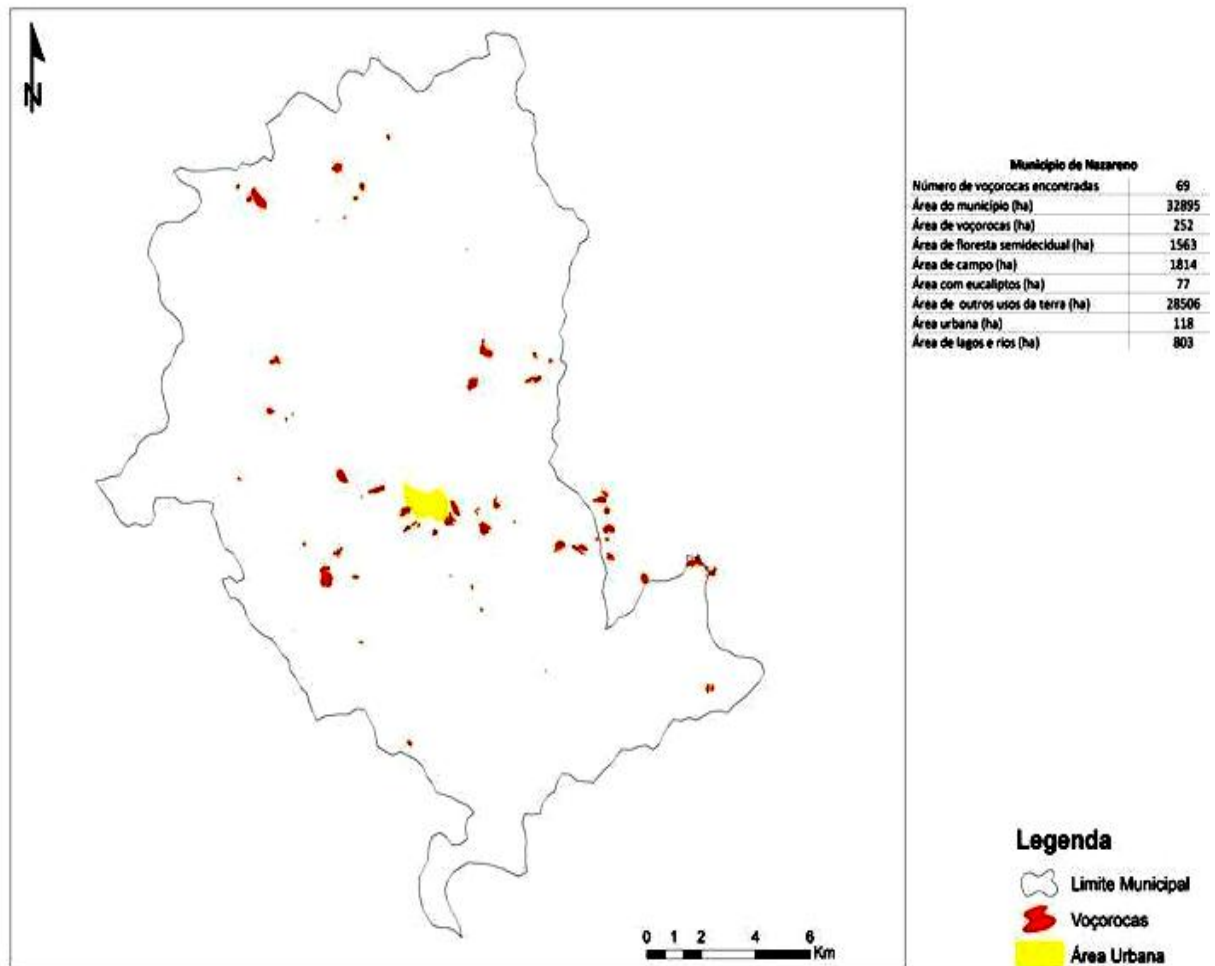 N
Município de Nazareno
Número de voçorocas encontradas 69
Área do município (ha) 32895
Área de voçorocas (ha) 252
Área de floresta semidecidual (ha) 1563
Área de campo (ha) 1814
Área com eucaliptos (ha) 77
Área de outros usos da terra (ha) 28506
Área urbana (ha) 118
Área de lagos e rios (ha) 803
Legenda
Limite Municipal
Voçorocas
Área Urbana
0 1 2 4 6
Km